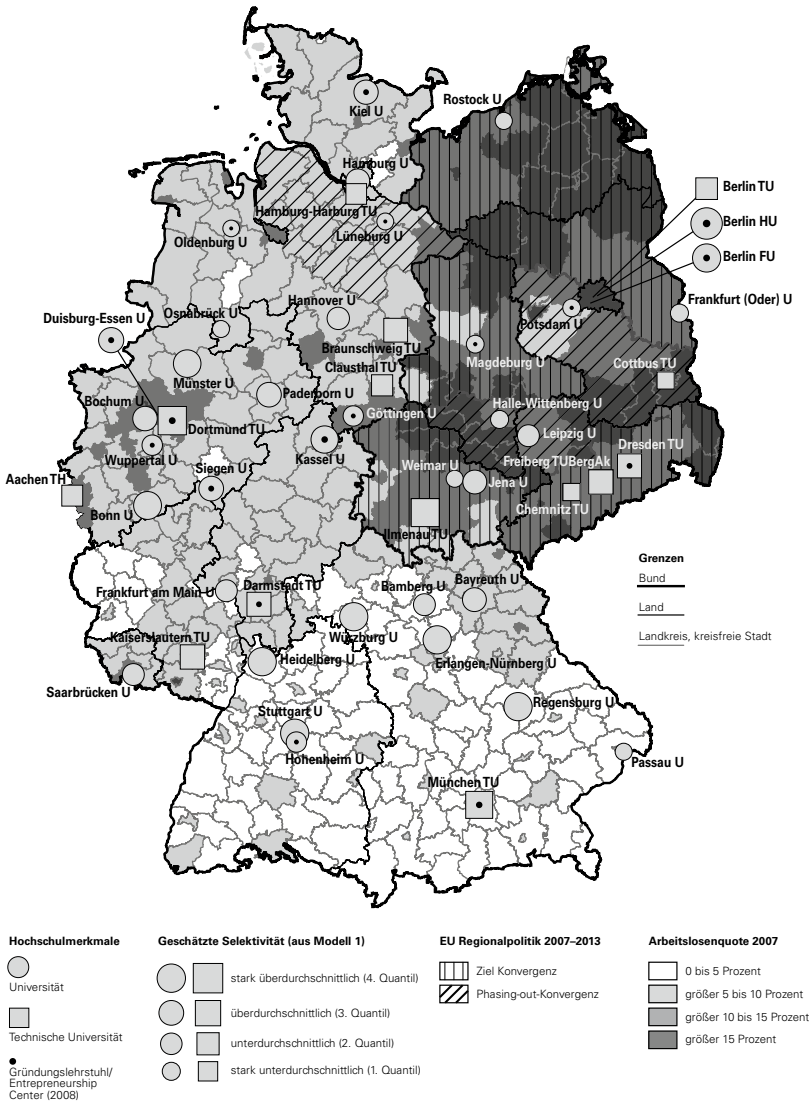 Kiel U
Rostock U
Hamburg U
Hamburg-Harburg TU
Lüneburg U
Oldenburg U
Berlin TU
Berlin HU
Berlin FU
Frankfurt (Oder) U
Potsdam U
Duisburg-Essen U
Osnabrück U
Hannover U
Braunschweig TU
Magdeburg U
Cottbus TU
Münster U
Clausthal TU
Bochum U
Paderborn U
Göttingen U
Halle-Wittenberg U
Dortmund TU
Leipzig U
Wuppertal U
Kassel U
Dresden TU
Siegen U
Weimar U
Freiberg TUBergAk
Aachen TH
Jena U
Bonn U
Chemnitz TU
Ilmenau TU
Frankfurt am Main U
Darmstadt TU
Bamberg U
Bayreuth U
Kaiserslautern TU
Würzburg U
Heidelberg U
Erlangen-Nürnberg U
Saarbrücken U
Stuttgart U
Regensburg U
Hohenheim U
Passau U
München TU
Grenzen
Bund
Land
Landkreis, kreisfreie Stadt
Hochschulmerkmale
Universität
Technische Universität
Gründungslehrstuhl/
Entrepreneurship
Center (2008)
Geschätzte Selektivität (aus Modell 1)
stark überdurchschnittlich (4. Quantil)
überdurchschnittlich (3. Quantil)
unterdurchschnittlich (2. Quantil)
stark unterdurchschnittlich (1. Quantil)
EU Regionalpolitik 2007–2013
Ziel Konvergenz
Phasing-out-Konvergenz
Arbeitslosenquote 2007
0 bis 5 Prozent
größer 5 bis 10 Prozent
größer 10 bis 15 Prozent
größer 15 Prozent